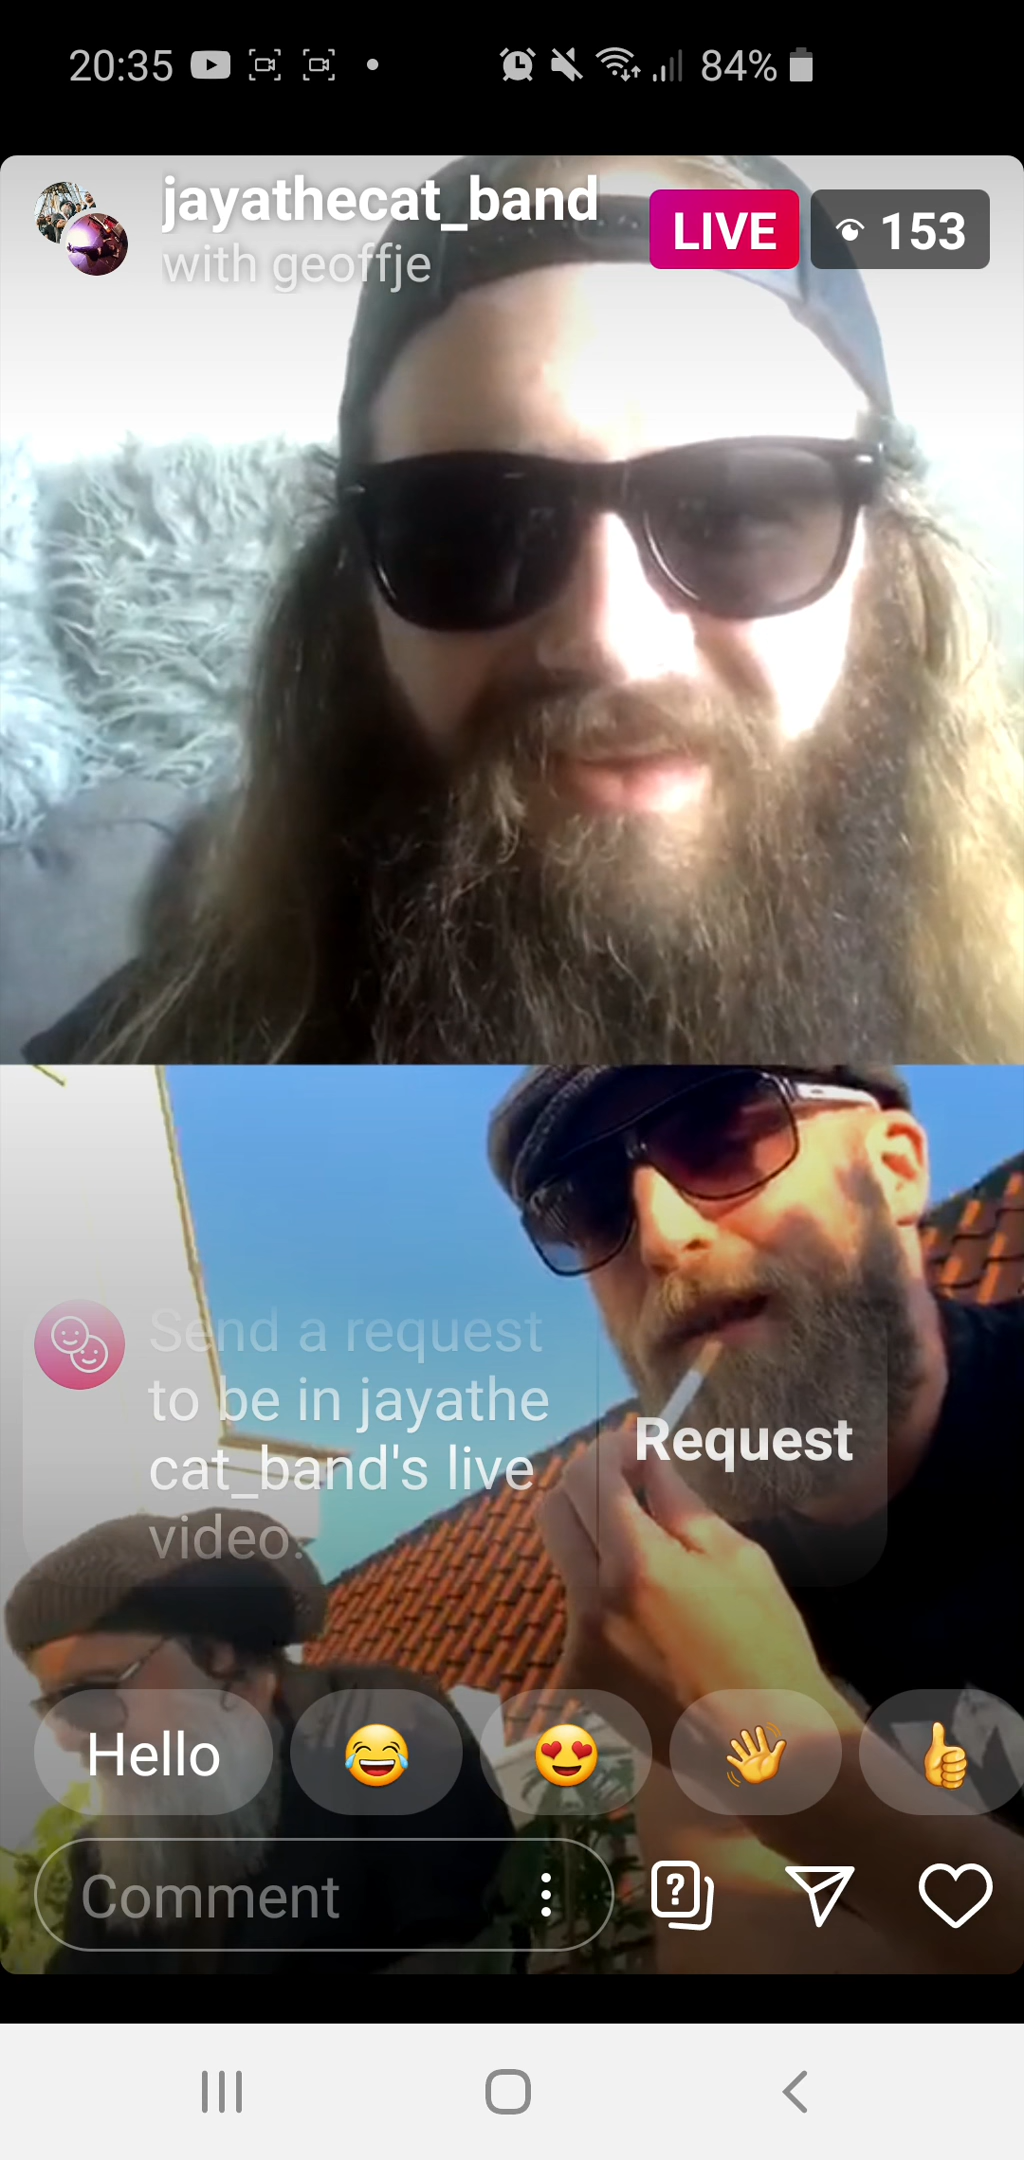 20:35 84%
jayathecat_band
with geoffje
LIVE
153
Send a request
to be in jayathe
cat_band's live
video.
Request
Hello
Comment